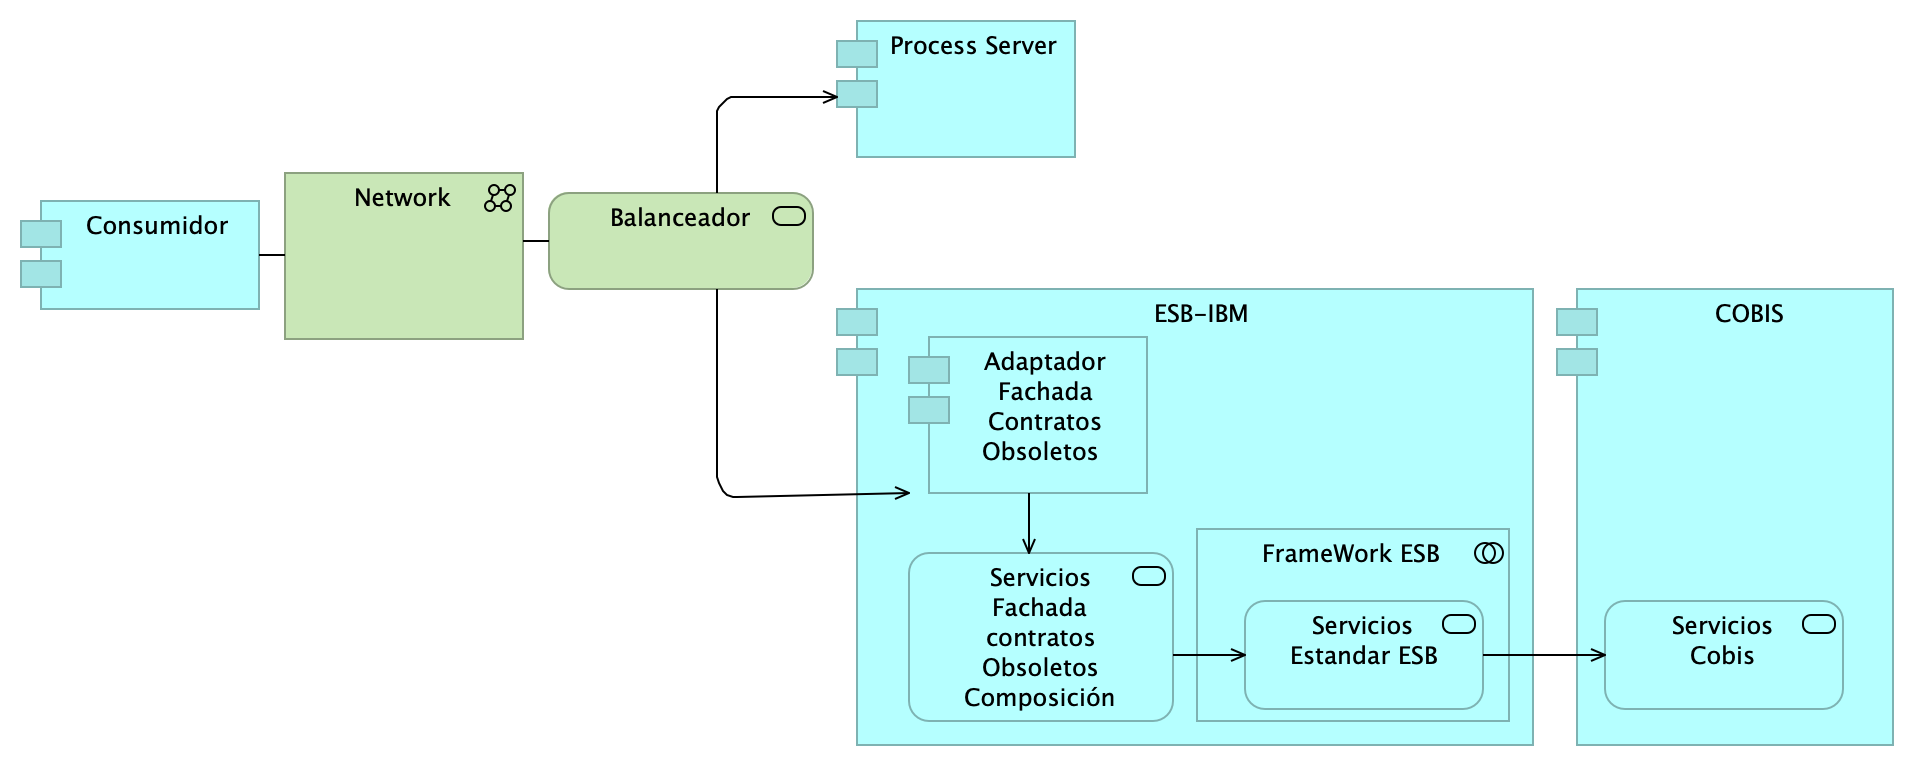 Process Server
Consumidor
Network
Balanceador
ESB-IBM
Adaptador
Fachada
Contratos
Obsoletos
Servicios
Fachada
contratos
Obsoletos
Composición
FrameWork ESB
Servicios
Estandar ESB
COBIS
Servicios
Cobis